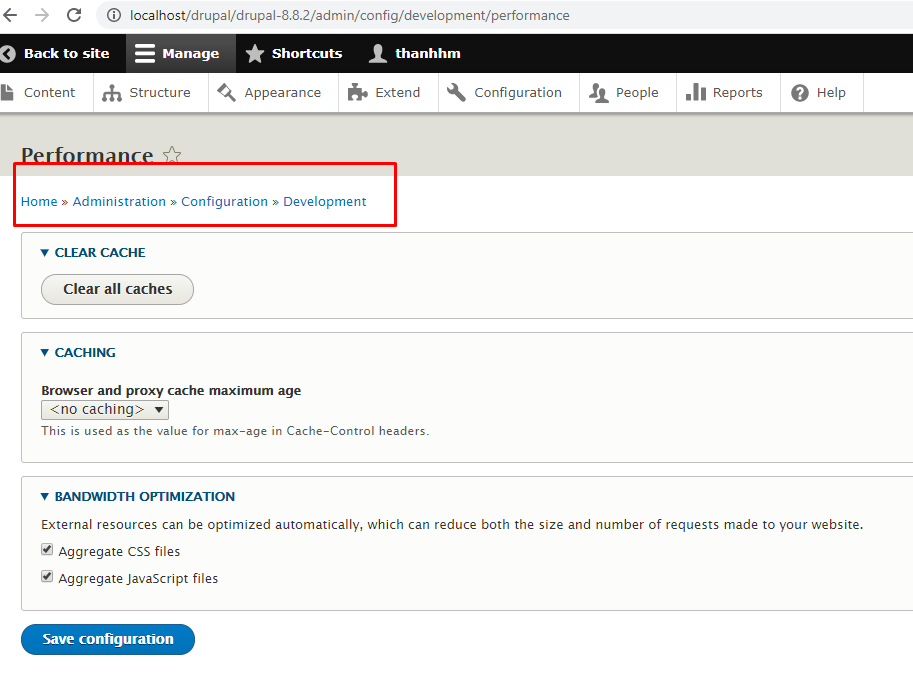 localhost/drupal/drupal-8.8.2/admin/config/development/performance
Back to site Manage Shortcuts thanhhm
Content Structure Appearance Extend Configuration People Reports Help
Performance
Home » Administration » Configuration » Development
CLEAR CACHE
Clear all caches
CACHING
Browser and proxy cache maximum age
<no caching>
This is used as the value for max-age in Cache-Control headers.
BANDWIDTH OPTIMIZATION
External resources can be optimized automatically, which can reduce both the size and number of requests made to your website.
Aggregate CSS files
Aggregate JavaScript files
Save configuration